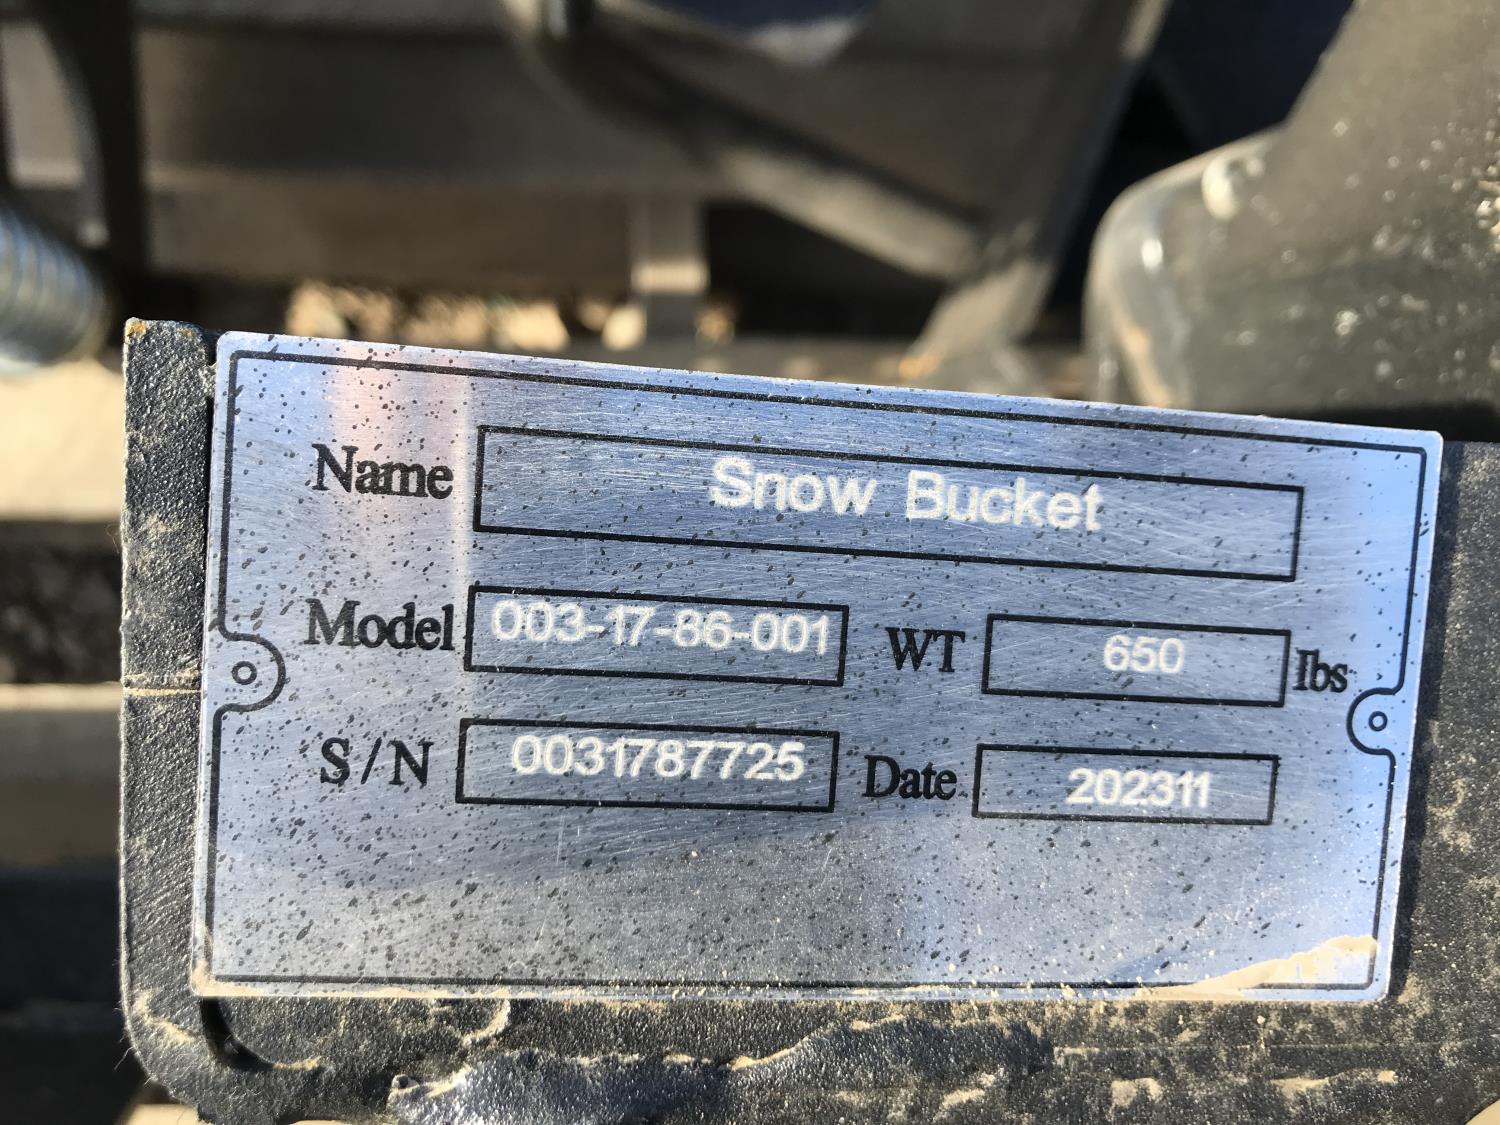 Name Snow Bucket
Model 003-17-86-001 WT 650 lbs
S/N 0031787725 Date 202311